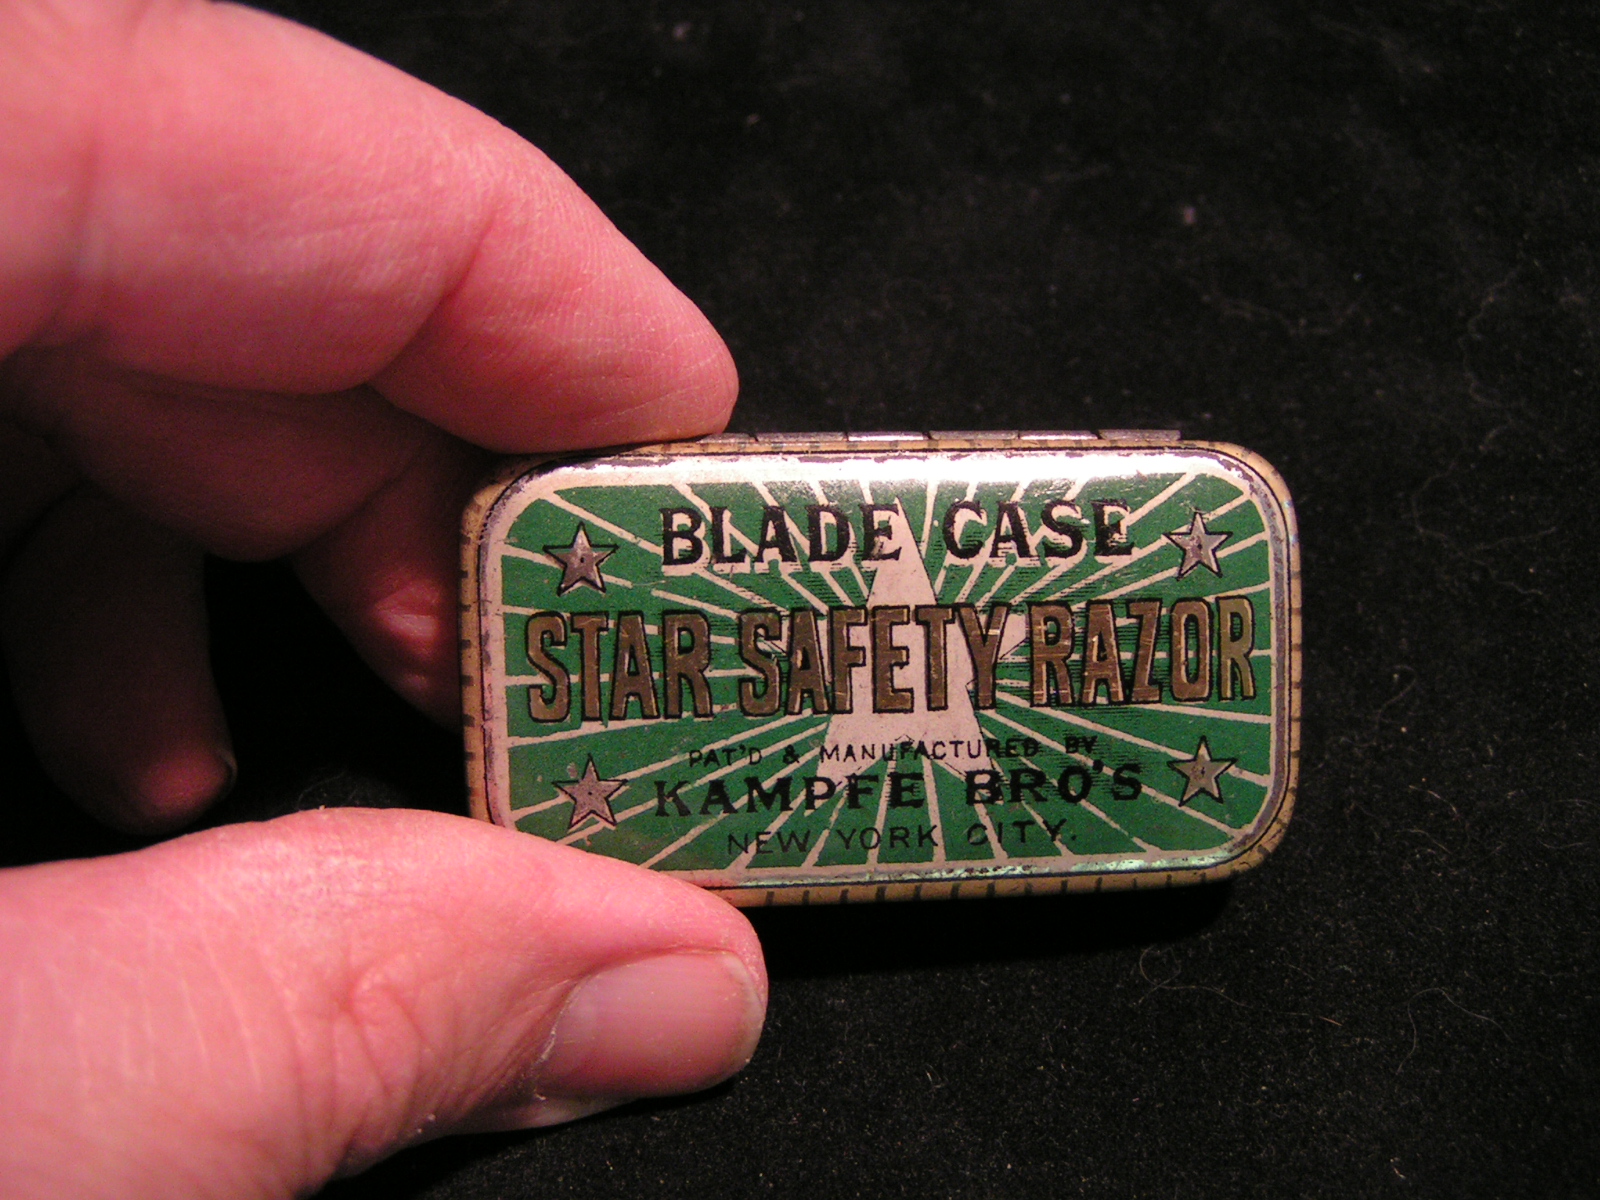 BLADE CASE
STAR SAFETY RAZOR
PAT'D & MANUFACTURED BY
KAMPFE BRO'S
NEW YORK CITY.